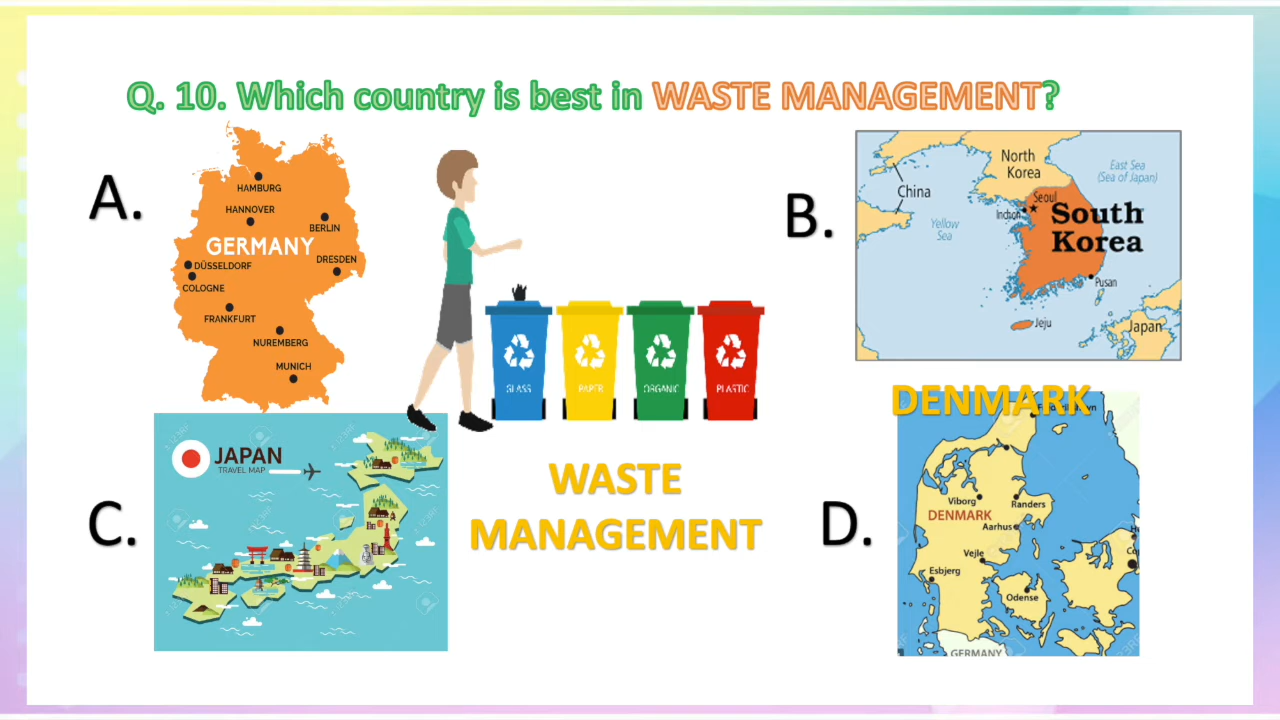 Q. 10. Which country is best in WASTE MANAGEMENT?
A.
HAMBURG
HANNOVER
BERLIN
GERMANY
DRESDEN
DÜSSELDORF
COLOGNE
FRANKFURT
NUREMBERG
MUNICH
B.
North
Korea
East Sea
(Sea of Japan)
China
Seoul
Yellow
Sea
South
Korea
Pusan
Jeju
Japan
GLASS
PAPER
ORGANIC
PLASTIC
C.
JAPAN
TRAVEL MAP
WASTE
MANAGEMENT
D.
DENMARK
Viborg
Randers
DENMARK
Aarhus
Vejle
Esbjerg
Odense
GERMANY